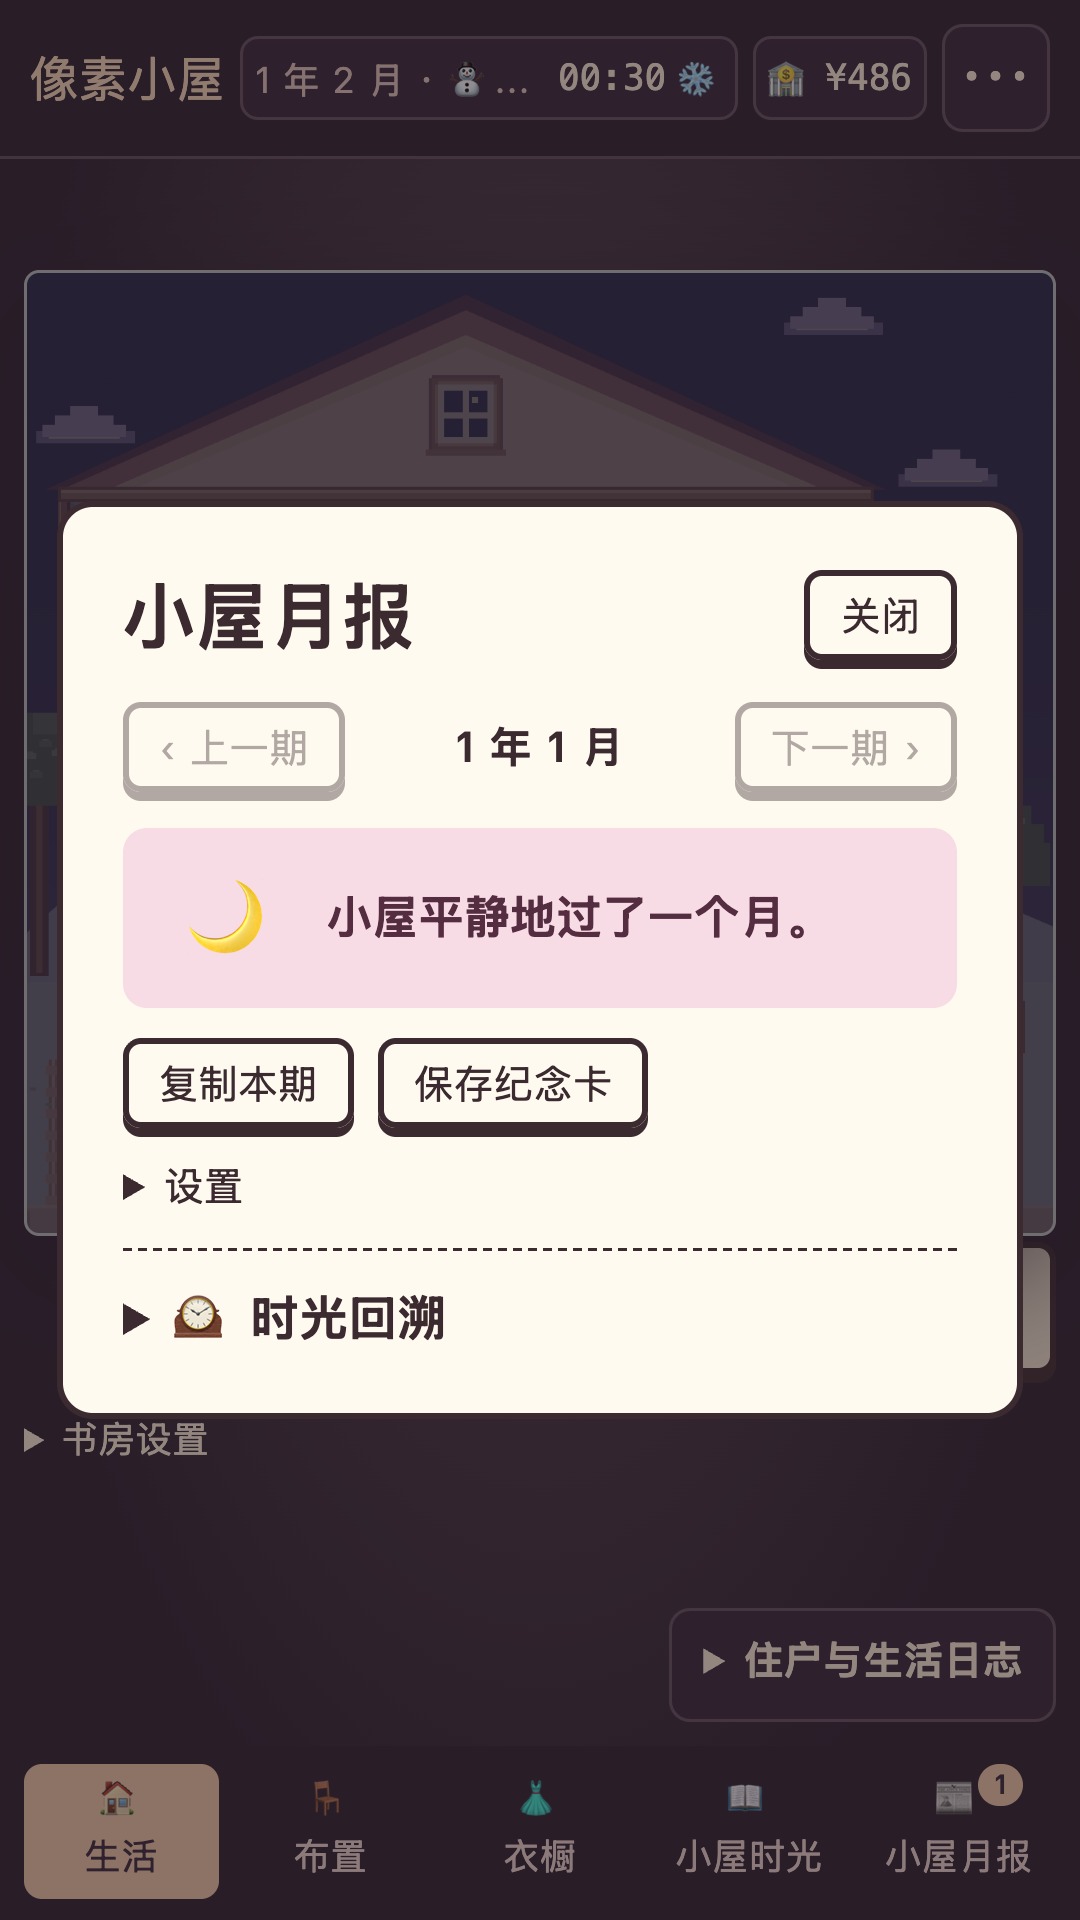 像素小屋
1 年 2 月 · ⛄ ... 00:30 ❄️
🏦 ¥486
•••
小屋月报
关闭
‹ 上一期
1 年 1 月
下一期 ›
🌙 小屋平静地过了一个月。
复制本期
保存纪念卡
▶ 设置
▶ 🕰️ 时光回溯
▶ 书房设置
▶ 住户与生活日志
生活
布置
衣橱
小屋时光
小屋月报
1